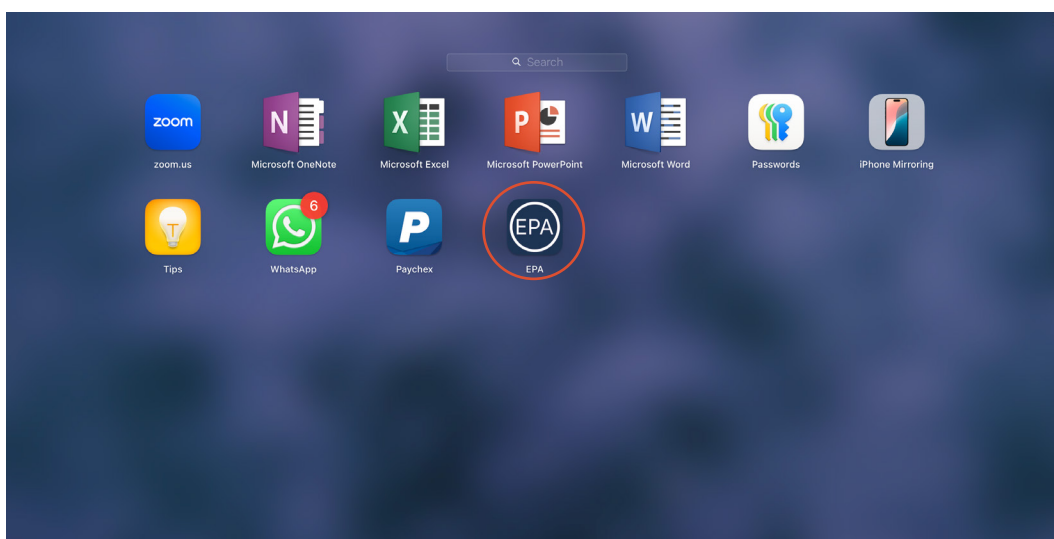 Search
zoom
N
X
P
W
zoom.us
Microsoft OneNote
Microsoft Excel
Microsoft PowerPoint
Microsoft Word
Passwords
iPhone Mirroring
T
6
P
EPA
Tips
WhatsApp
Paychex
EPA